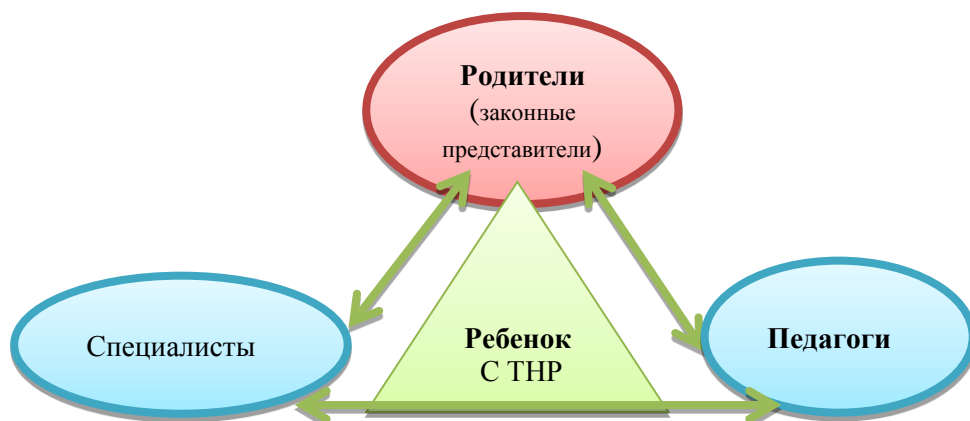 Родители
(законные
представители)
Специалисты
Ребенок
С ТНР
Педагоги